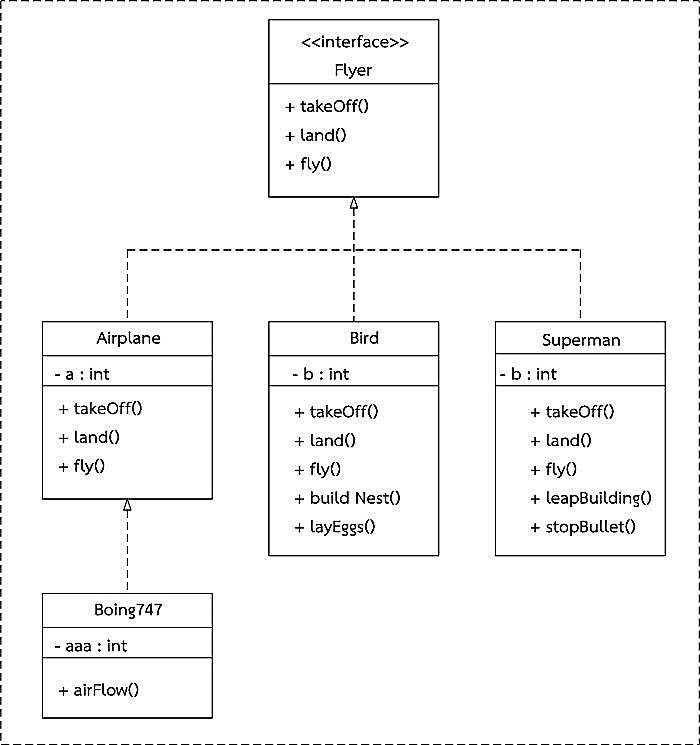 <<interface>>
Flyer
+ takeOff()
+ land()
+ fly()
Airplane
- a : int
+ takeOff()
+ land()
+ fly()
Bird
- b : int
+ takeOff()
+ land()
+ fly()
+ build Nest()
+ layEggs()
Superman
- b : int
+ takeOff()
+ land()
+ fly()
+ leapBuilding()
+ stopBullet()
Boing747
- aaa : int
+ airFlow()